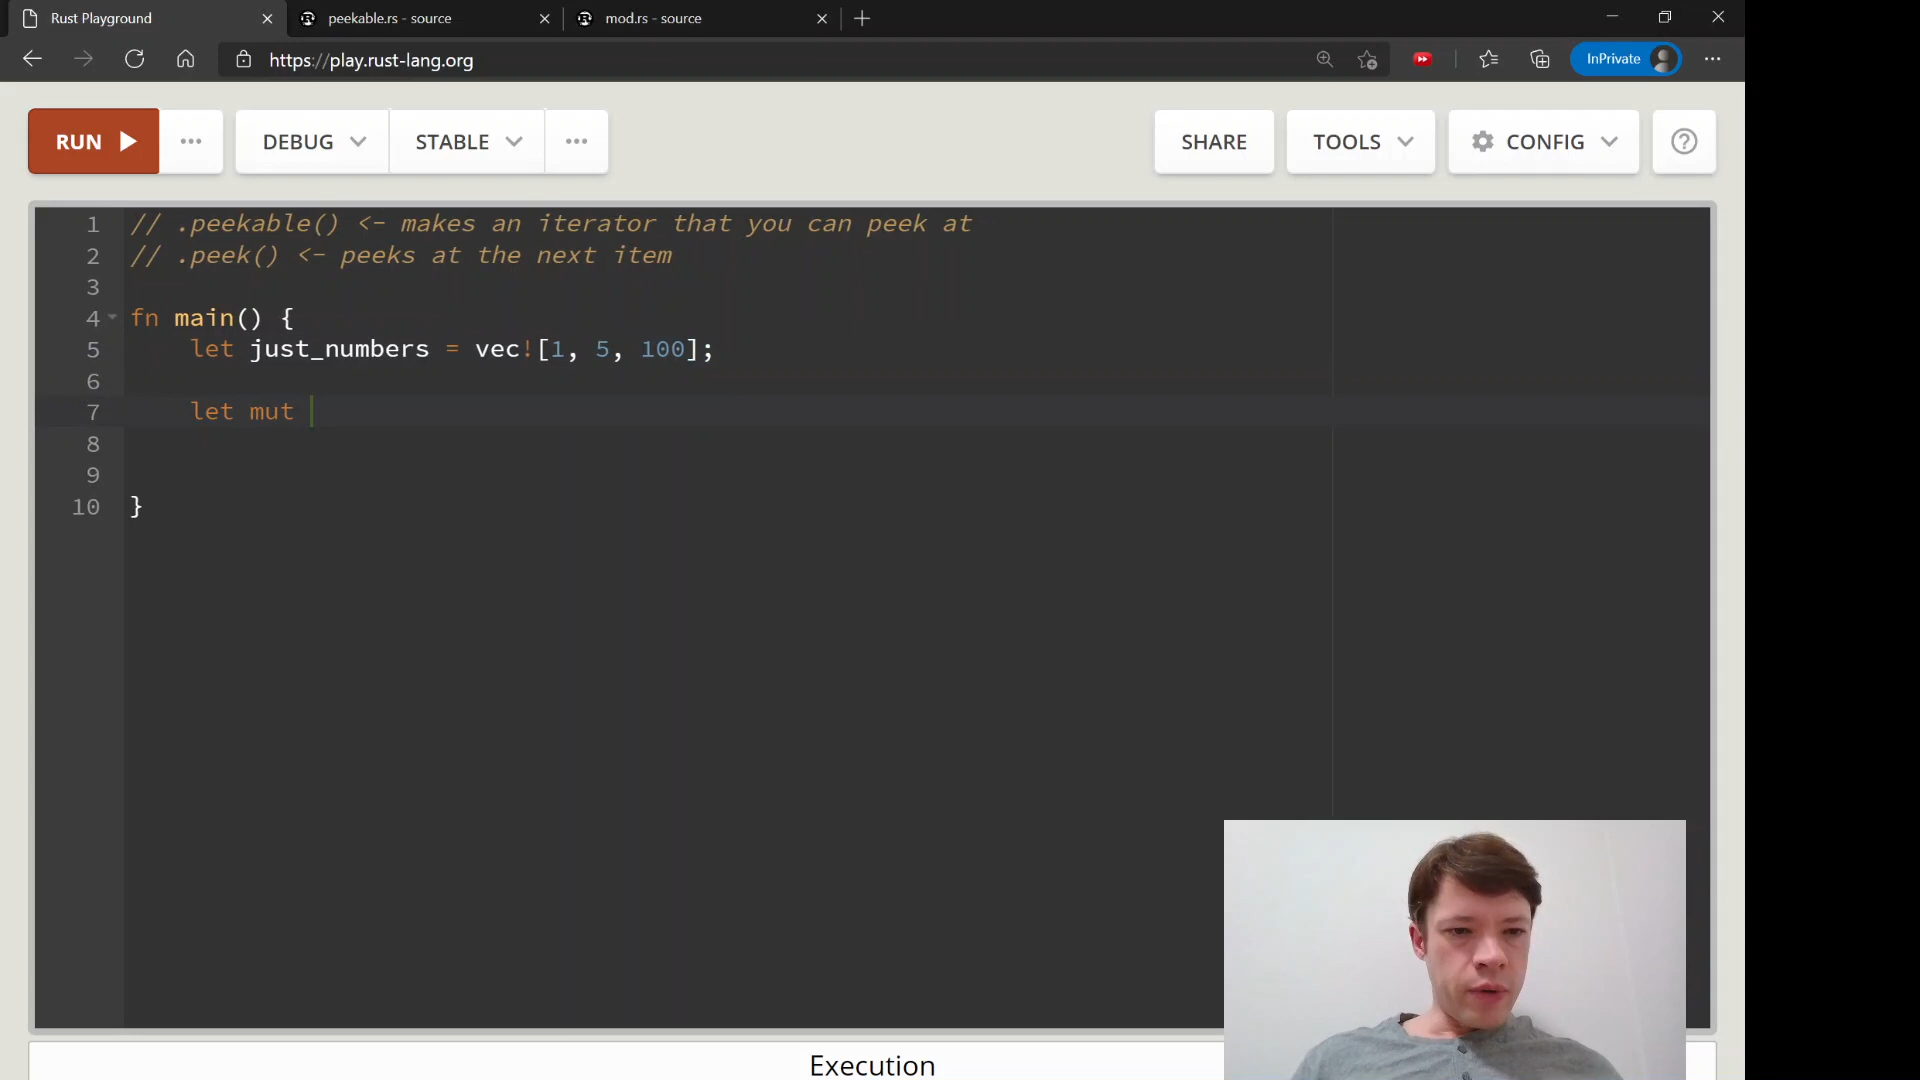 Rust Playground
peekable.rs - source
mod.rs - source
https://play.rust-lang.org
InPrivate
RUN
DEBUG
STABLE
SHARE
TOOLS
CONFIG
1 // .peekable() <- makes an iterator that you can peek at
2 // .peek() <- peeks at the next item
3
4 fn main() {
5 let just_numbers = vec![1, 5, 100];
6
7 let mut
8
9
10 }
Execution